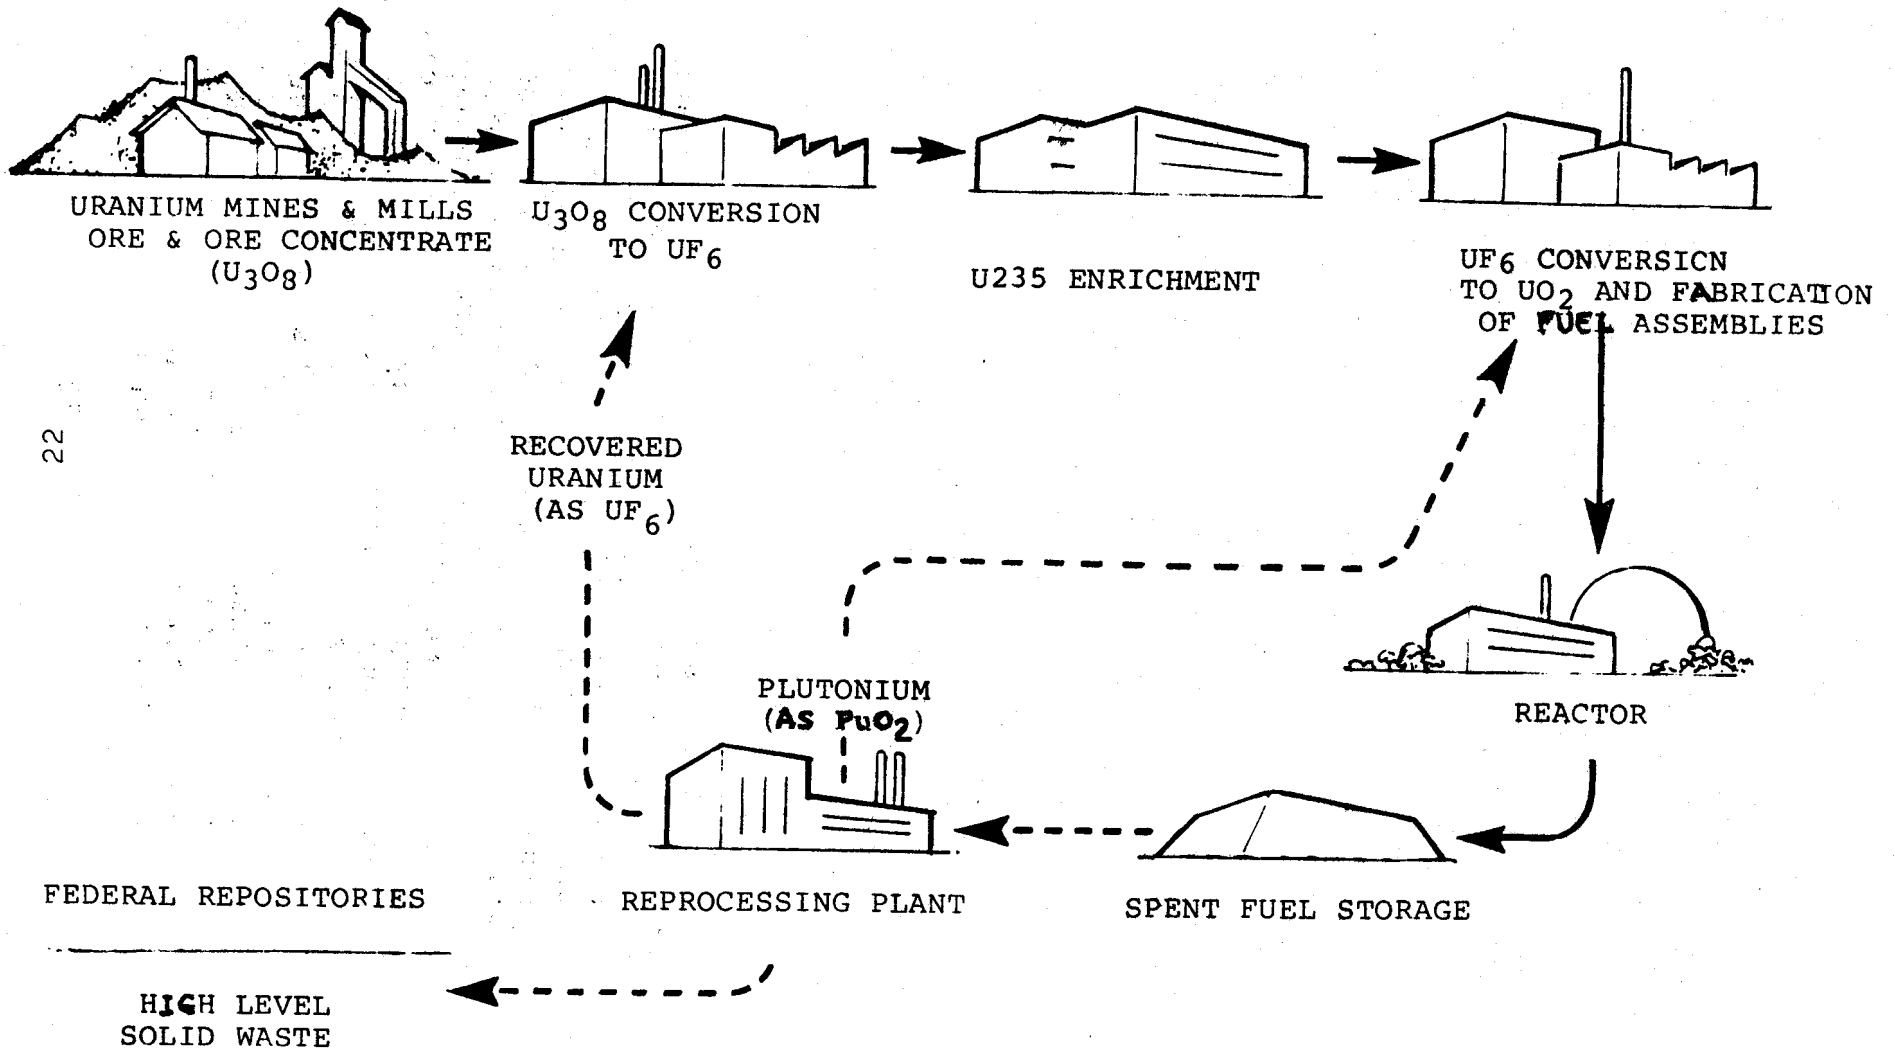 URANIUM MINES & MILLS
ORE & ORE CONCENTRATE
(U3O8)
U3O8 CONVERSION
TO UF6
U235 ENRICHMENT
UF6 CONVERSION
TO UO2 AND FABRICATION
OF FUEL ASSEMBLIES
22
RECOVERED
URANIUM
(AS UF6)
PLUTONIUM
(AS PuO2)
REACTOR
FEDERAL REPOSITORIES
REPROCESSING PLANT
SPENT FUEL STORAGE
HIGH LEVEL
SOLID WASTE